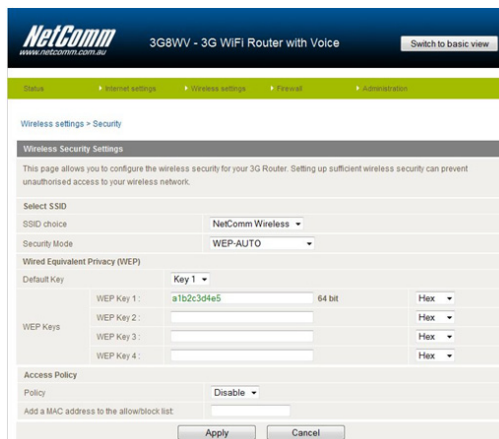 NetComm
www.netcomm.com.au
3G8WV - 3G WiFi Router with Voice
Switch to basic view
Status Internet settings Wireless settings Firewall Administration
Wireless settings > Security
Wireless Security Settings
This page allows you to configure the wireless security for your 3G Router. Setting up sufficient wireless security can prevent
unauthorised access to your wireless network.
Select SSID
SSID choice NetComm Wireless
Security Mode WEP-AUTO
Wired Equivalent Privacy (WEP)
Default Key Key 1
WEP Key 1 : a1b2c3d4e5 64 bit Hex
WEP Key 2 : Hex
WEP Keys
WEP Key 3 : Hex
WEP Key 4 : Hex
Access Policy
Policy Disable
Add a MAC address to the allow/block list:
Apply Cancel